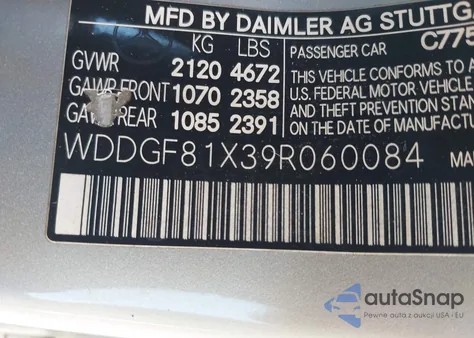 MFD BY DAIMLER AG STUTTG
KG LBS
GVWR 2120 4672
GAWR FRONT 1070 2358
REAR 1085 2391
PASSENGER CAR C775
THIS VEHICLE CONFORMS TO A
U.S. FEDERAL MOTOR VEHICLE
AND THEFT PREVENTION STAN
EFFECT ON THE DATE OF
WDDGF81X39R060084 MA
autaSnap
Pewne auta z aukcji USA - EU